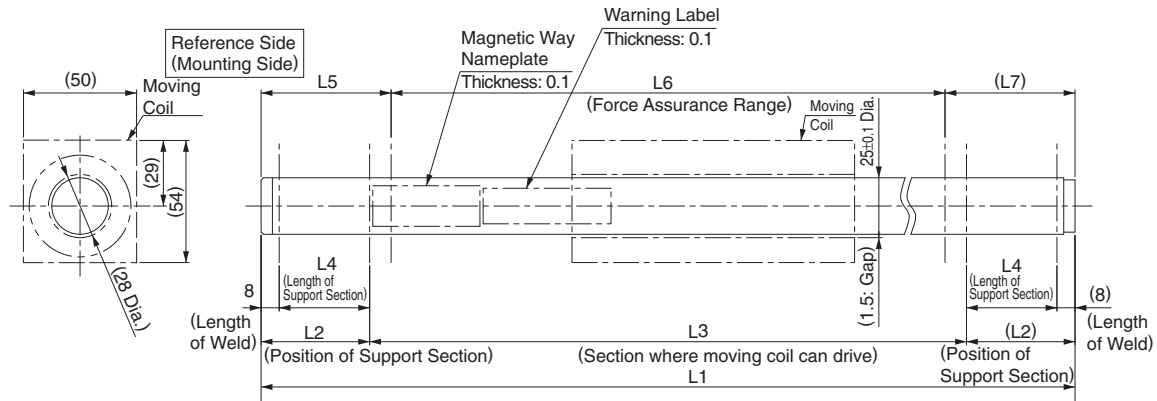 Reference Side
(Mounting Side)
Magnetic Way
Nameplate
Thickness: 0.1
Warning Label
Thickness: 0.1
(50)
Moving
Coil
L5
L6
(Force Assurance Range)
(L7)
Moving
Coil
25±0.1 Dia.
(29)
(54)
(28 Dia.)
(1.5: Gap)
L4
(Length of
Support Section)
L4
(Length of
Support Section)
8
(Length
of Weld)
(8)
(Length
of Weld)
L2
(Position of Support Section)
L3
(Section where moving coil can drive)
(L2)
(Position of
Support Section)
L1